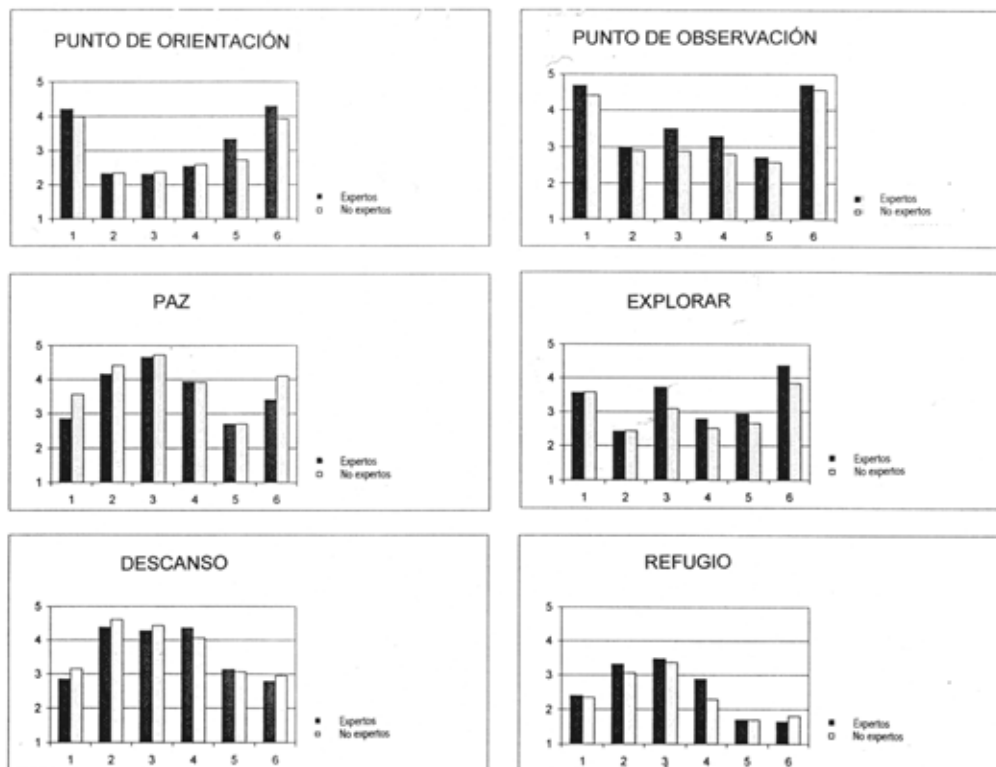 PUNTO DE ORIENTACIÓN
5
4
3
2
1
1 2 3 4 5 6
Expertos
No expertos
PUNTO DE OBSERVACIÓN
5
4
3
2
1
1 2 3 4 5 6
Expertos
No expertos
PAZ
5
4
3
2
1
1 2 3 4 5 6
Expertos
No expertos
EXPLORAR
5
4
3
2
1
1 2 3 4 5 6
Expertos
No expertos
DESCANSO
5
4
3
2
1
1 2 3 4 5 6
Expertos
No expertos
REFUGIO
5
4
3
2
1
1 2 3 4 5 6
Expertos
No expertos